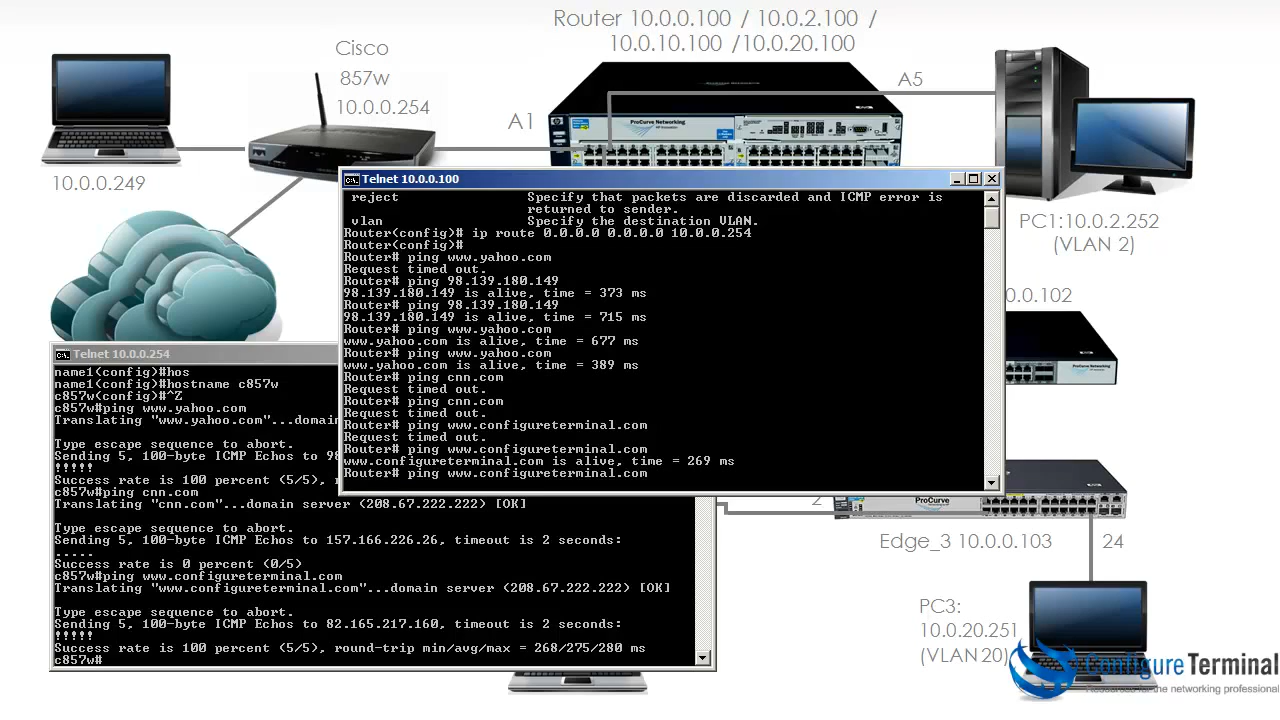 Router 10.0.0.100 / 10.0.2.100 /
10.0.10.100 /10.0.20.100
Cisco
857w
10.0.0.254
A1
A5
ProCurve Networking
10.0.0.249
PC1:10.0.2.252
(VLAN 2)
0.0.102
Telnet 10.0.0.100
reject Specify that packets are discarded and ICMP error is
returned to sender.
vlan Specify the destination VLAN.
Router(config)# ip route 0.0.0.0 0.0.0.0 10.0.0.254
Router(config)#
Router# ping www.yahoo.com
Request timed out.
Router# ping 98.139.180.149
98.139.180.149 is alive, time = 373 ms
Router# ping 98.139.180.149
98.139.180.149 is alive, time = 715 ms
Router# ping www.yahoo.com
www.yahoo.com is alive, time = 677 ms
Router# ping www.yahoo.com
www.yahoo.com is alive, time = 389 ms
Router# ping cnn.com
Request timed out.
Router# ping cnn.com
Request timed out.
Router# ping www.configureterminal.com
Request timed out.
Router# ping www.configureterminal.com
www.configureterminal.com is alive, time = 269 ms
Router# ping www.configureterminal.com
Telnet 10.0.0.254
name1(config)#hos
name1(config)#hostname c857w
c857w(config)#^Z
c857w#ping www.yahoo.com
Translating "www.yahoo.com"...domain
Type escape sequence to abort.
Sending 5, 100-byte ICMP Echos to 98
!!!!!
Success rate is 100 percent (5/5), r
c857w#ping cnn.com
Translating "cnn.com"...domain server (208.67.222.222) [OK]
Type escape sequence to abort.
Sending 5, 100-byte ICMP Echos to 157.166.226.26, timeout is 2 seconds:
.....
Success rate is 0 percent (0/5)
c857w#ping www.configureterminal.com
Translating "www.configureterminal.com"...domain server (208.67.222.222) [OK]
Type escape sequence to abort.
Sending 5, 100-byte ICMP Echos to 82.165.217.160, timeout is 2 seconds:
!!!!!
Success rate is 100 percent (5/5), round-trip min/avg/max = 268/275/280 ms
c857w#
2
ProCurve
Edge_3 10.0.0.103
24
PC3:
10.0.20.251
(VLAN 20)
Configure Terminal
Resources for the networking professional